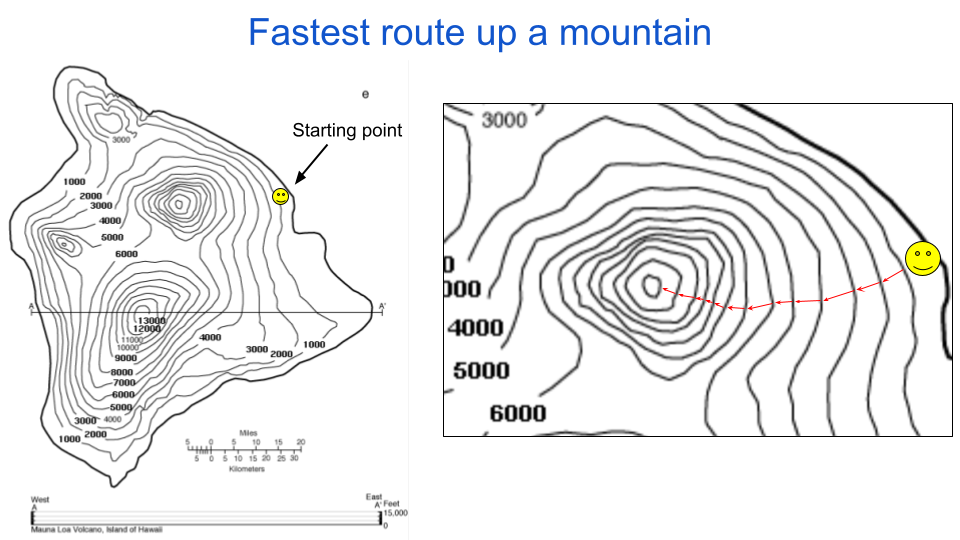 Fastest route up a mountain
e
Starting point
3000
1000
2000
3000
4000
5000
6000
A
A'
13000
12000
11000
10000
9000
8000
7000
6000
5000
4000
3000
2000
1000
4000
3000
2000
1000
Miles
5 0 5 10 15 20
5 0 5 10 15 20 25 30
Kilometers
West
A
East
A' Feet
15,000
0
Mauna Loa Volcano, Island of Hawaii
3000
0
000
4000
5000
6000